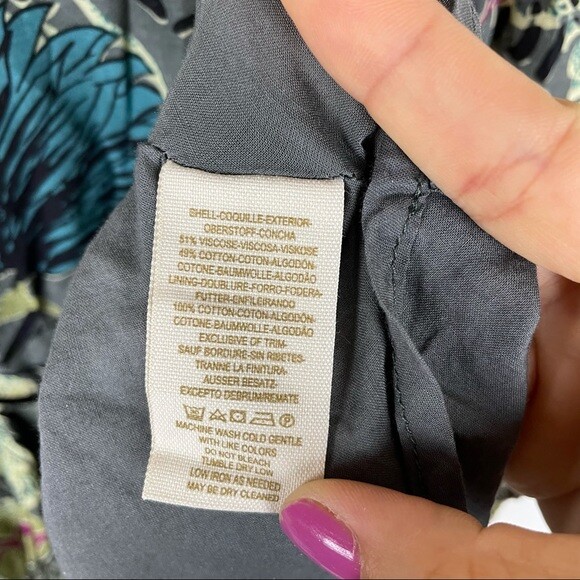 SHELL-COQUILLE-EXTERIOR-
OBERSTOFF-CONCHA
51% VISCOSE-VISCOSA-VISKOSE
49% COTTON-COTON-ALGODÓN-
COTONE-BAUMWOLLE-ALGODÃO
LINING-DOUBLURE-FORRO-FODERA-
FUTTER-ENFILEIRANDO
100% COTTON-COTON-ALGODÓN-
COTONE-BAUMWOLLE-ALGODÃO
EXCLUSIVE OF TRIM-
SAUF BORDURE-SIN RIBETES-
TRANNE LA FINITURA-
AUSSER BESATZ-
EXCEPTO DEBRUM/REMATE
MACHINE WASH COLD GENTLE
WITH LIKE COLORS
DO NOT BLEACH
TUMBLE DRY LOW
LOW IRON AS NEEDED
MAY BE DRY CLEANED